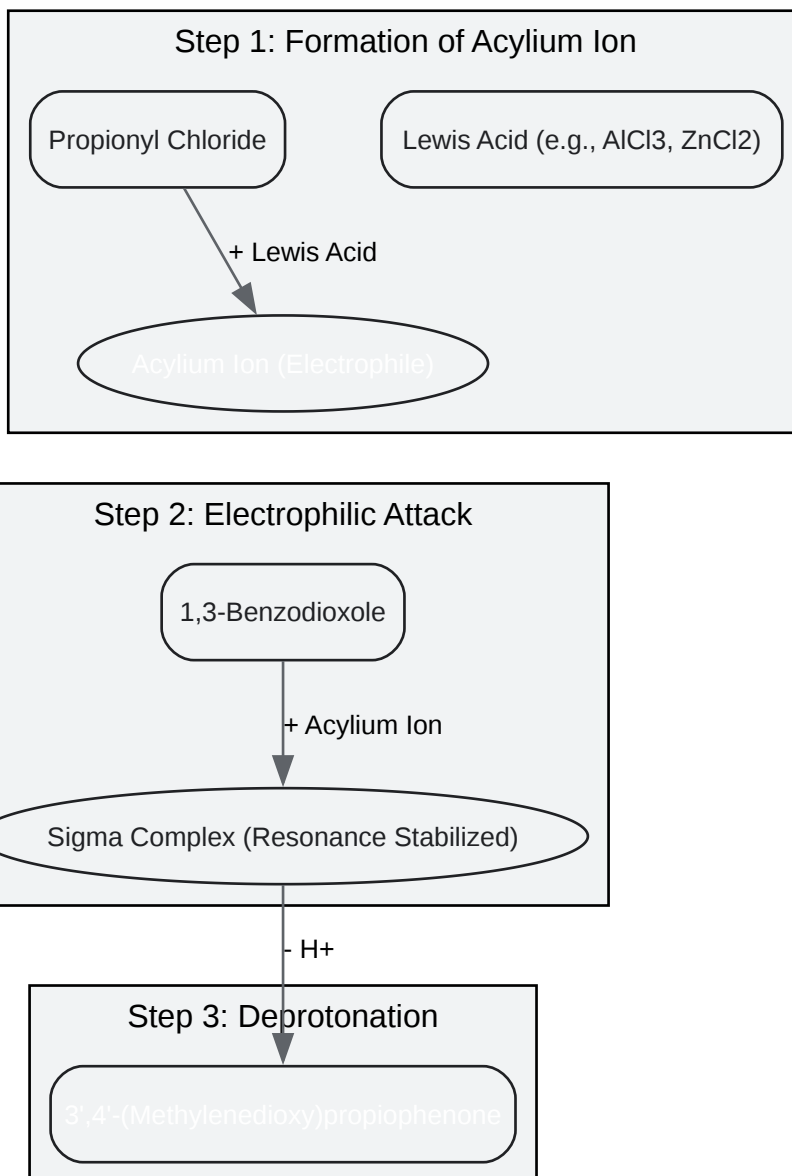 Step 1: Formation of Acylium Ion
Propionyl Chloride
Lewis Acid (e.g., AlCl3, ZnCl2)
+ Lewis Acid
Acylium Ion (Electrophile)
Step 2: Electrophilic Attack
1,3-Benzodioxole
+ Acylium Ion
Sigma Complex (Resonance Stabilized)
- H+
Step 3: Deprotonation
3',4'-(Methylenedioxy)propiophenone